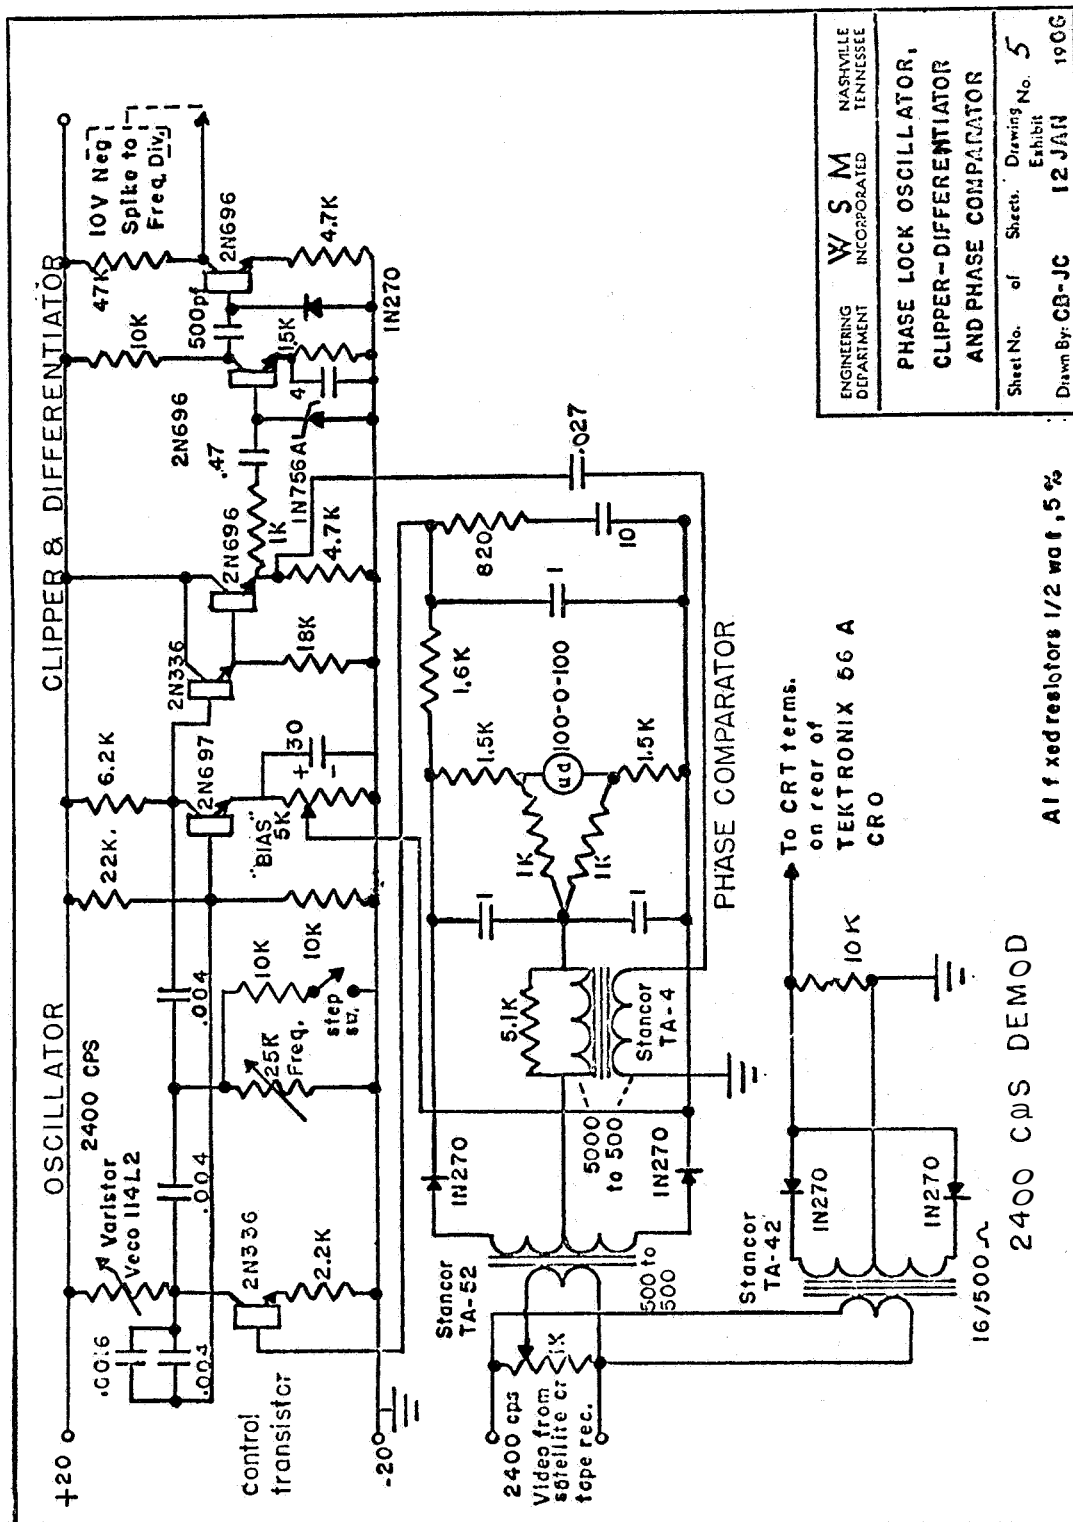 OSCILLATOR
CLIPPER & DIFFERENTIATOR
+20
2400 CPS
Varistor
Veco 114L2
.004
.004
.0016
.003
2N336
2.2K
control
transistor
-20
25K
Freq.
10K
step
sw.
22K.
10K
6.2K
2N697
"BIAS"
5K
+ 30
-
2N336
18K
2N696
1K
4.7K
.47
2N696
1N756A
10K
1.5K
4
500pf
47K
10V Neg
Spike to
Freq. Div.
2N696
4.7K
1N270
PHASE COMPARATOR
2400 cps
Video from
satellite or
tape rec.
1K
Stancor
TA-52
500 to
500
1N270
1N270
5000
to 500
5.1K
Stancor
TA-4
1
1
1K
1K
1.5K
1.5K
100-0-100
1.6K
1
820
10
.027
Stancor
TA-42
16/500Ω
1N270
1N270
10K
To CRT terms.
on rear of
TEKTRONIX 56 A
CRO
2400 CPS DEMOD
All fixed resistors 1/2 wat, 5%
ENGINEERING
DEPARTMENT
W S M
INCORPORATED
NASHVILLE
TENNESSEE
PHASE LOCK OSCILLATOR,
CLIPPER-DIFFERENTIATOR
AND PHASE COMPARATOR
Sheet No. of Sheets. Drawing No. 5
Exhibit
Drawn By: CB-JC 12 JAN